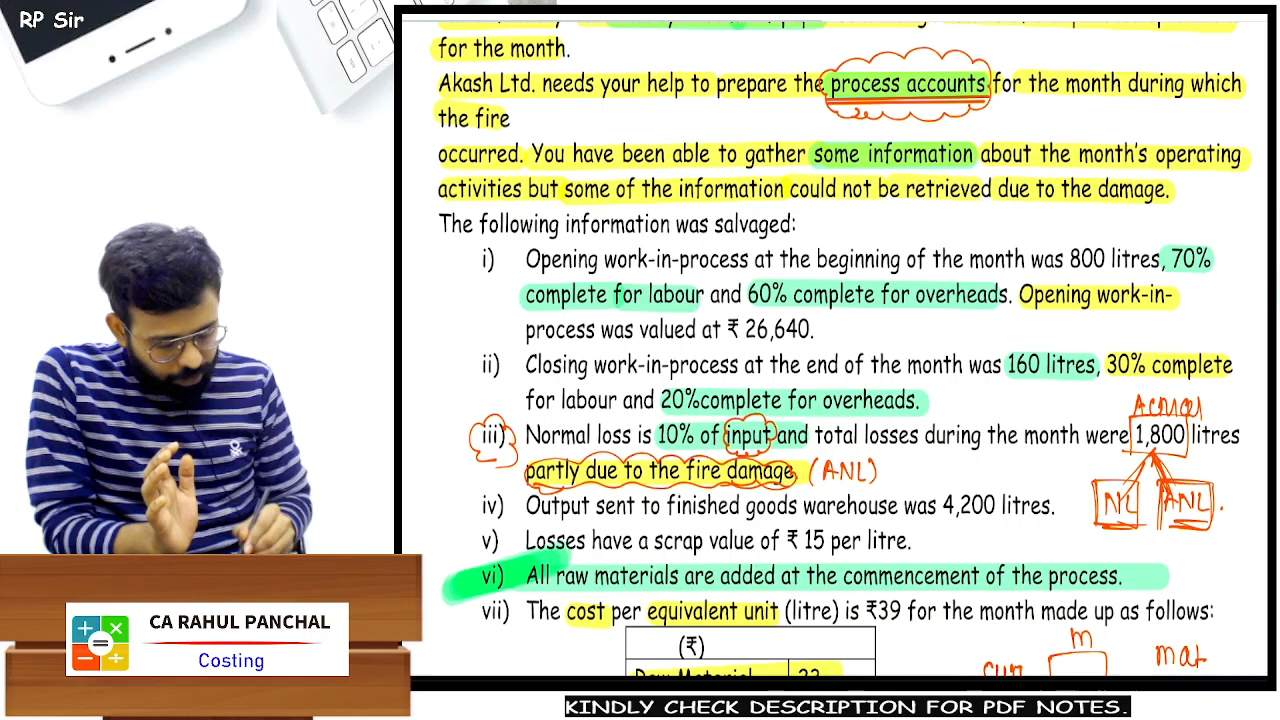 RP Sir
for the month.
Akash Ltd. needs your help to prepare the process accounts for the month during which
the fire
occurred. You have been able to gather some information about the month's operating
activities but some of the information could not be retrieved due to the damage.
The following information was salvaged:
i) Opening work-in-process at the beginning of the month was 800 litres, 70%
complete for labour and 60% complete for overheads. Opening work-in-
process was valued at ₹ 26,640.
ii) Closing work-in-process at the end of the month was 160 litres, 30% complete
for labour and 20%complete for overheads.
Actual
iii) Normal loss is 10% of input and total losses during the month were 1,800 litres
partly due to the fire damage. (ANL)
NL ANL.
iv) Output sent to finished goods warehouse was 4,200 litres.
v) Losses have a scrap value of ₹ 15 per litre.
vi) All raw materials are added at the commencement of the process.
vii) The cost per equivalent unit (litre) is ₹39 for the month made up as follows:
(₹)
m
mat
Raw Material 23
CA RAHUL PANCHAL
Costing
KINDLY CHECK DESCRIPTION FOR PDF NOTES.